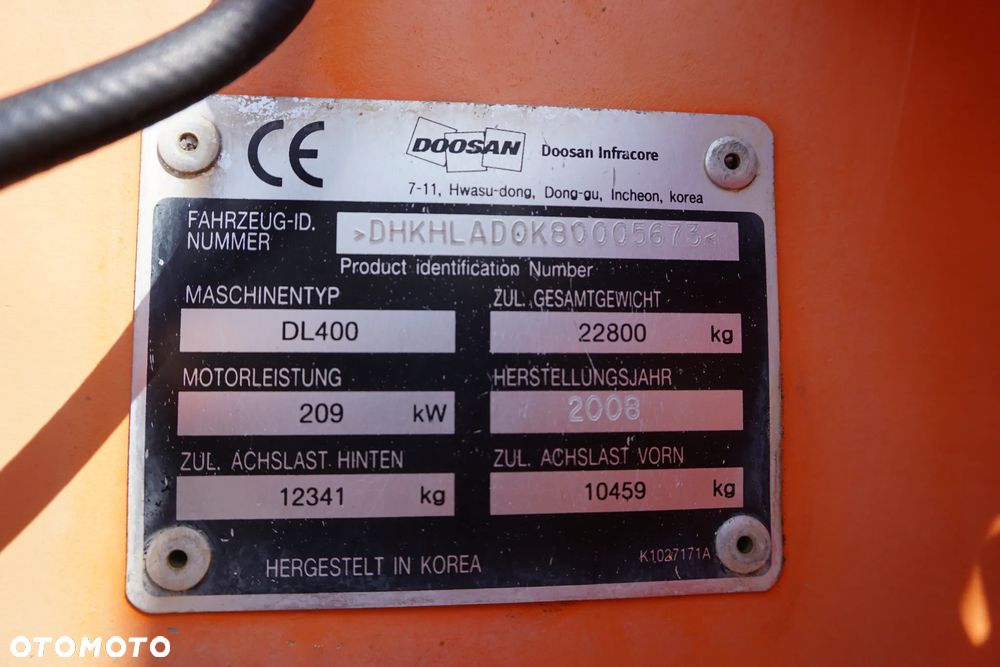 CE
DOOSAN Doosan Infracore
7-11, Hwasu-dong, Dong-gu, Incheon, korea
FAHRZEUG-ID.
NUMMER
>DHKHLAD0K80005673<
Product identification Number
MASCHINENTYP
DL400
ZUL. GESAMTGEWICHT
22800 kg
MOTORLEISTUNG
209 kW
HERSTELLUNGSJAHR
2008
ZUL. ACHSLAST HINTEN
12341 kg
ZUL. ACHSLAST VORN
10459 kg
HERGESTELT IN KOREA
K1027171A
OTOMOTO